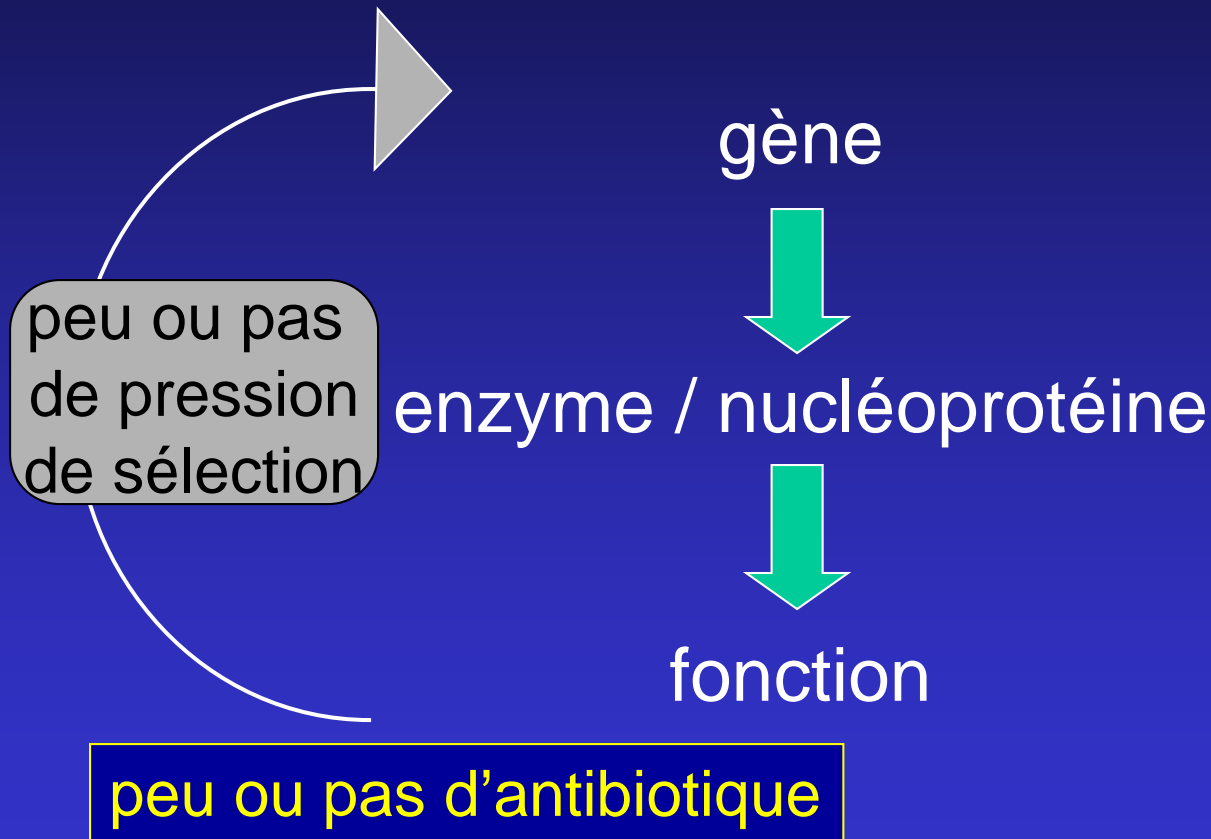 gène
peu ou pas
de pression
de sélection
enzyme / nucléoprotéine
fonction
peu ou pas d’antibiotique